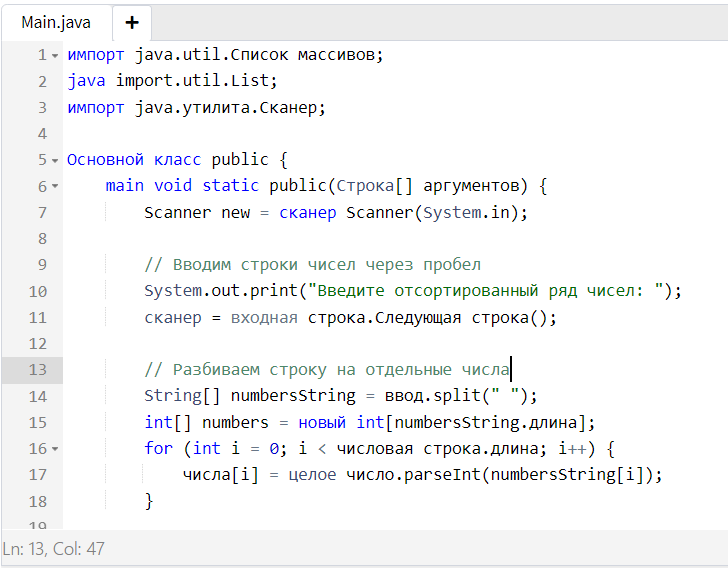 Main.java +
1 импорт java.util.Список массивов;
2 java import.util.List;
3 импорт java.утилита.Сканер;
4
5 Основной класс public {
6 main void static public(Строка[] аргументов) {
7 Scanner new = сканер Scanner(System.in);
8
9 // Вводим строки чисел через пробел
10 System.out.print("Введите отсортированный ряд чисел: ");
11 сканер = входная строка.Следующая строка();
12
13 // Разбиваем строку на отдельные числа
14 String[] numbersString = ввод.split(" ");
15 int[] numbers = новый int[numbersString.длина];
16 for (int i = 0; i < числовая строка.длина; i++) {
17 числа[i] = целое число.parseInt(numbersString[i]);
18 }
19
Ln: 13, Col: 47